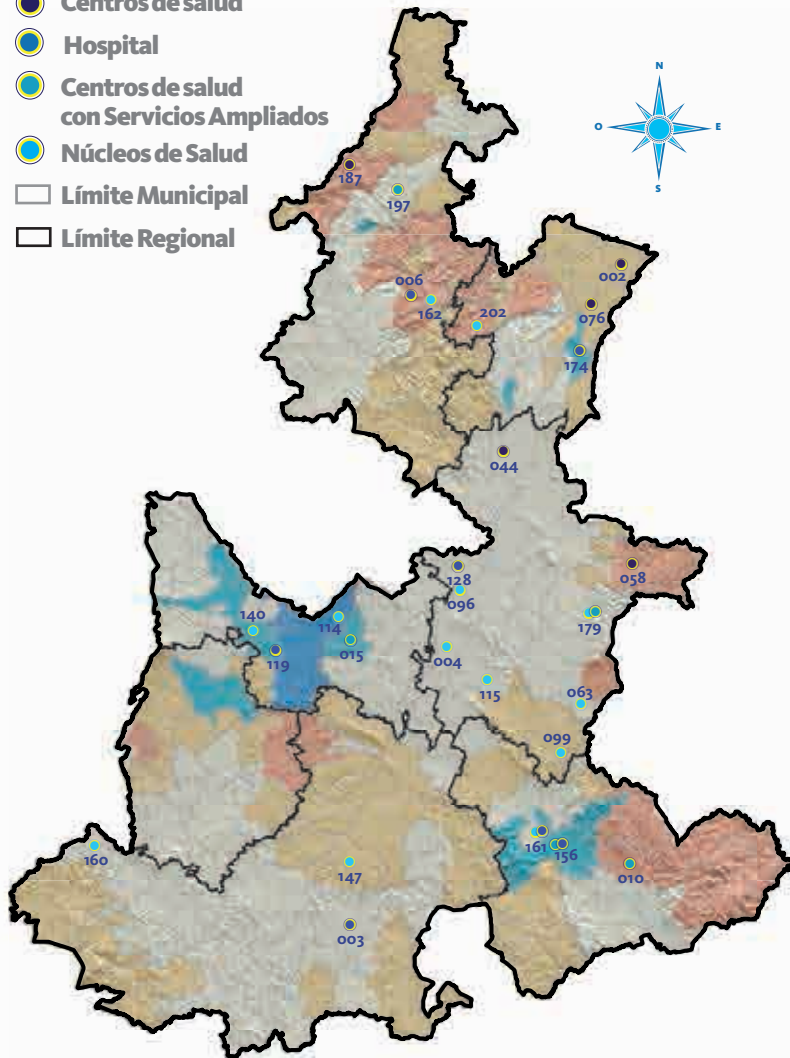 Centros de salud
Hospital
Centros de salud
con Servicios Ampliados
Núcleos de Salud
Límite Municipal
Límite Regional
N
O
E
S
187
197
002
006
162
202
076
174
044
128
096
058
140
114
179
119
015
004
115
063
099
160
161
156
147
010
003